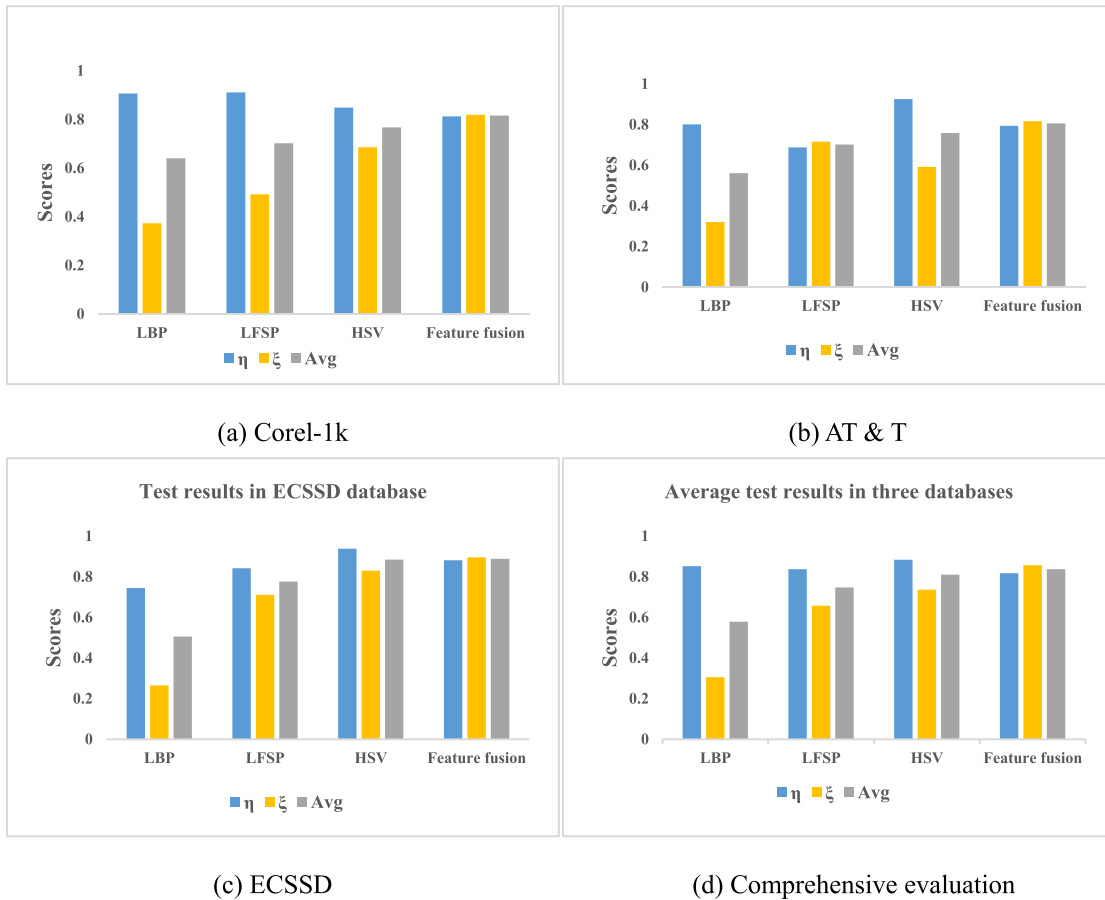 1
0.8
0.6
0.4
0.2
0
Scores
LBP LFSP HSV Feature fusion
η ξ Avg
(a) Corel-1k
1
0.8
0.6
0.4
0.2
0
Scores
LBP LFSP HSV Feature fusion
η ξ Avg
(b) AT & T
Test results in ECSSD database
1
0.8
0.6
0.4
0.2
0
Scores
LBP LFSP HSV Feature fusion
η ξ Avg
(c) ECSSD
Average test results in three databases
1
0.8
0.6
0.4
0.2
0
Scores
LBP LFSP HSV Feature fusion
η ξ Avg
(d) Comprehensive evaluation